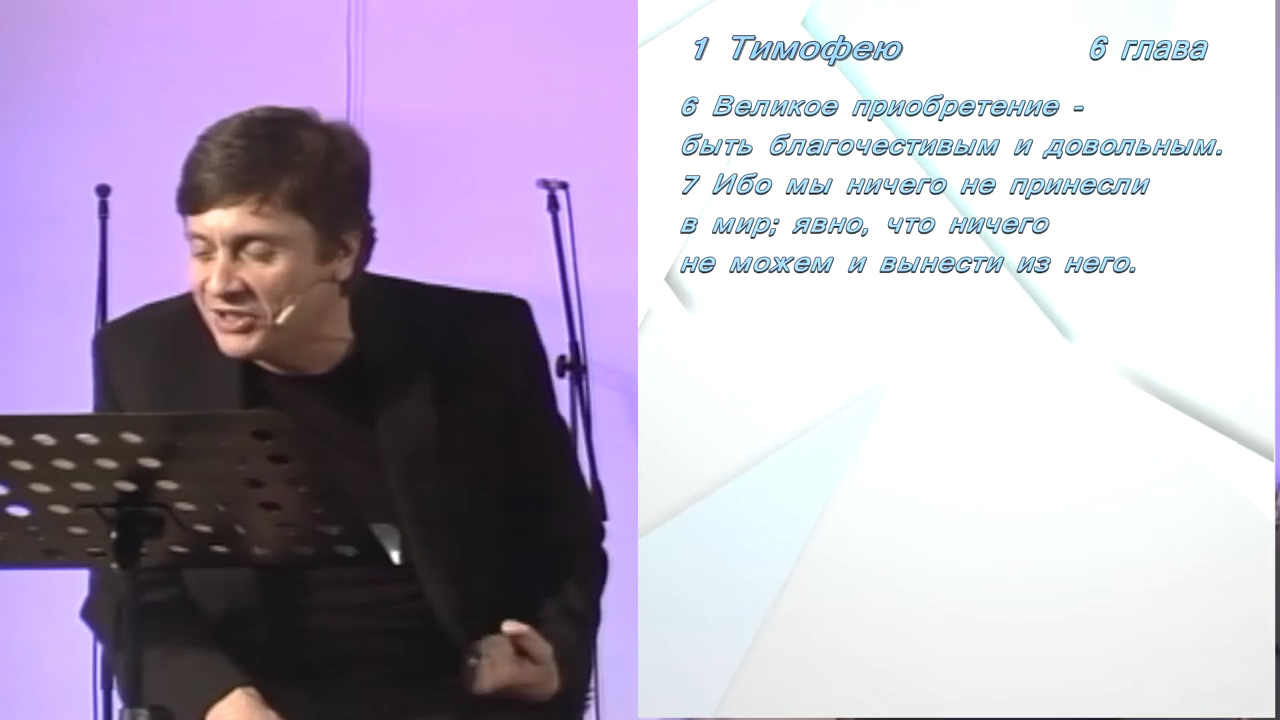 1 Тимофею 6 глава
6 Великое приобретение -
быть благочестивым и довольным.
7 Ибо мы ничего не принесли
в мир; явно, что ничего
не можем и вынести из него.